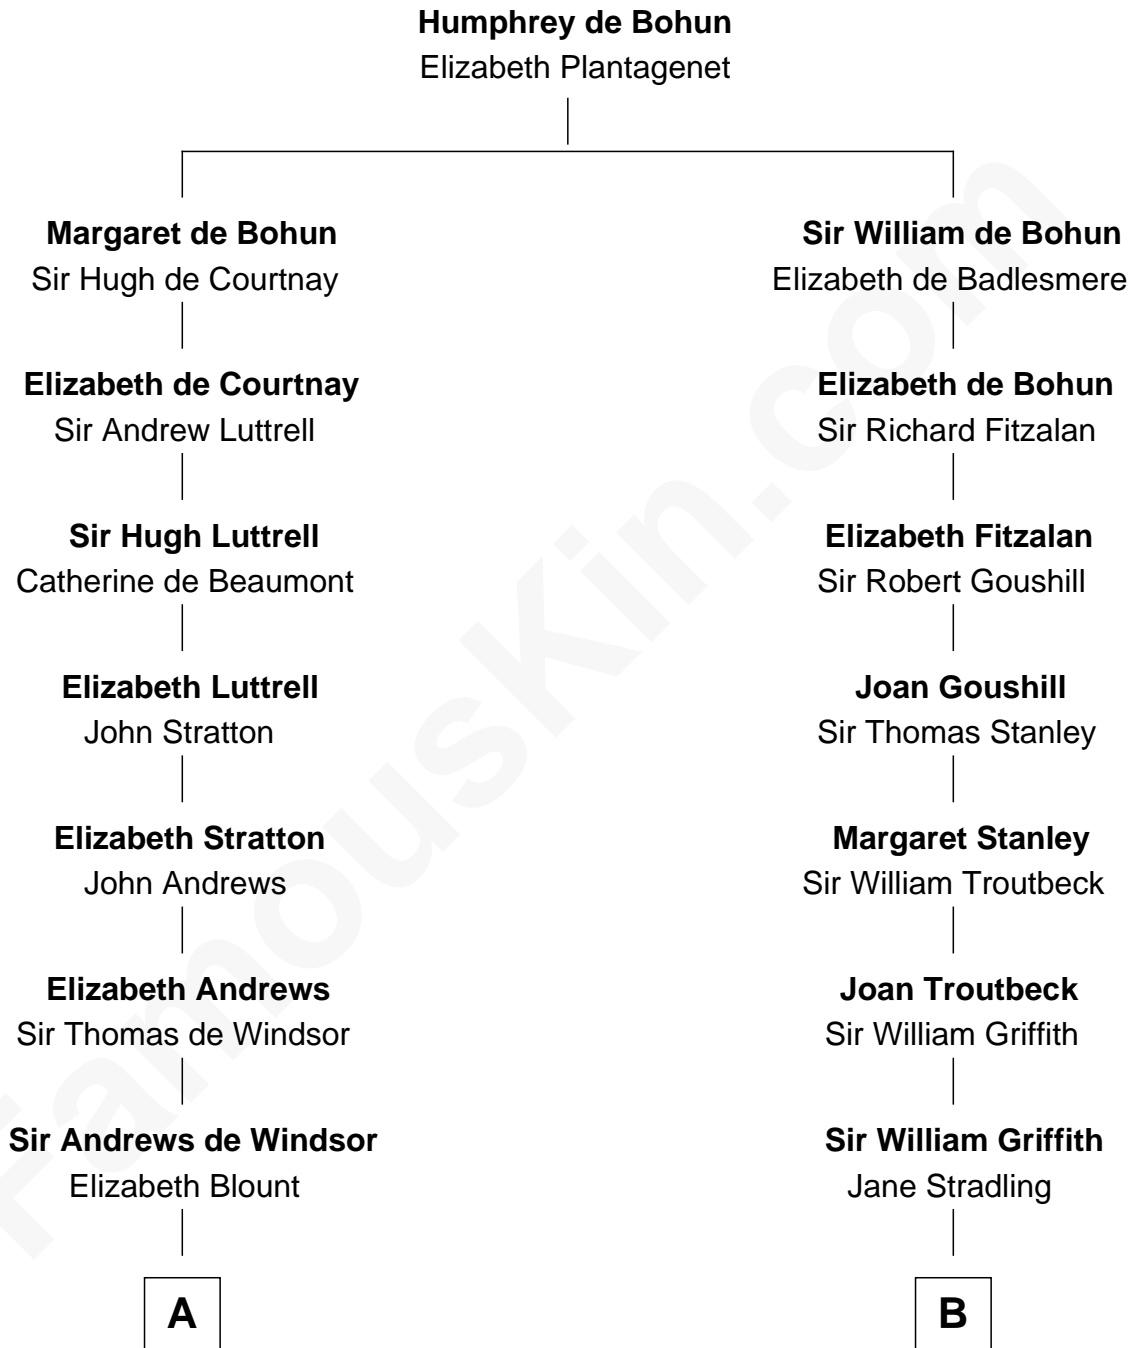 Humphrey de Bohun
Elizabeth Plantagenet
Margaret de Bohun
Sir Hugh de Courtnay
Sir William de Bohun
Elizabeth de Badlesmere
Elizabeth de Courtnay
Sir Andrew Luttrell
Elizabeth de Bohun
Sir Richard Fitzalan
Sir Hugh Luttrell
Catherine de Beaumont
Elizabeth Fitzalan
Sir Robert Goushill
Elizabeth Luttrell
John Stratton
Joan Goushill
Sir Thomas Stanley
Elizabeth Stratton
John Andrews
Margaret Stanley
Sir William Troutbeck
Elizabeth Andrews
Sir Thomas de Windsor
Joan Troutbeck
Sir William Griffith
Sir Andrews de Windsor
Elizabeth Blount
Sir William Griffith
Jane Stradling
A
B
FamousKin.com